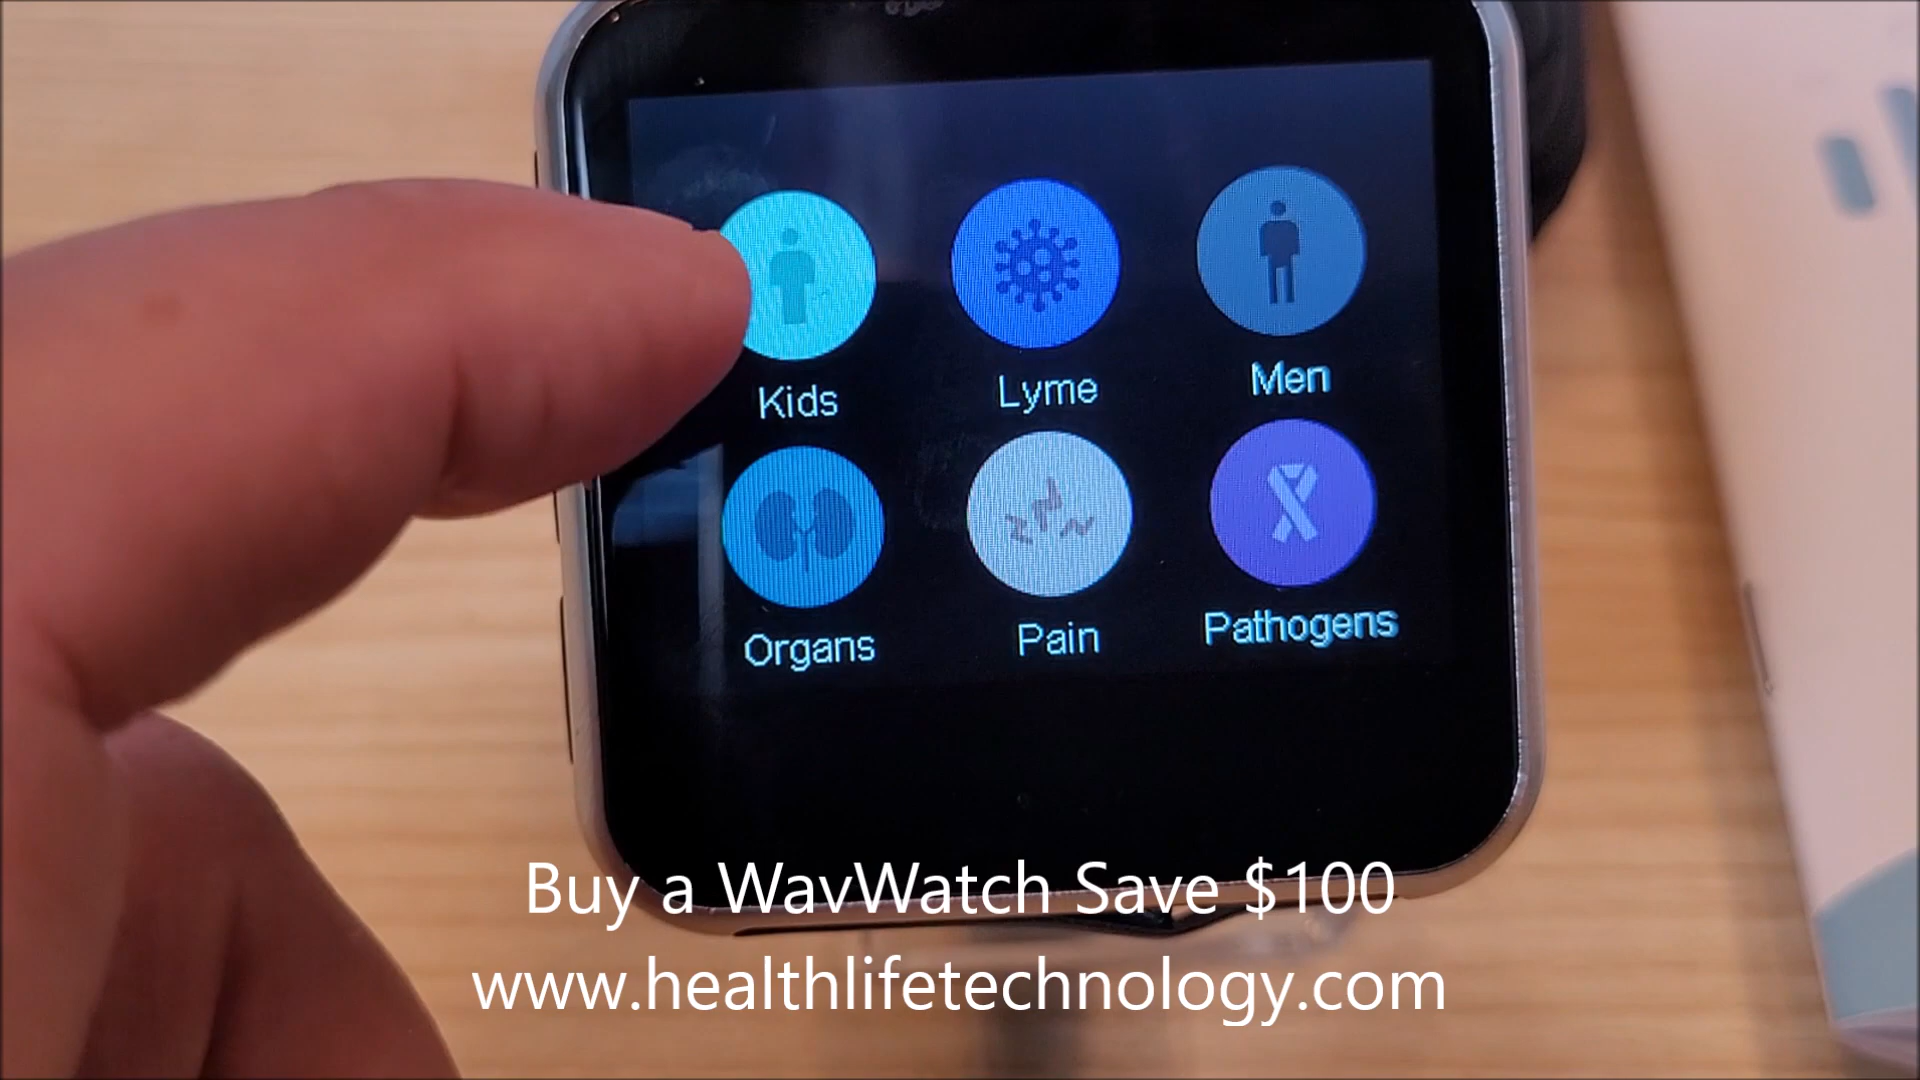 Kids Lyme Men
Organs Pain Pathogens
Buy a WavWatch Save $100
www.healthlifetechnology.com